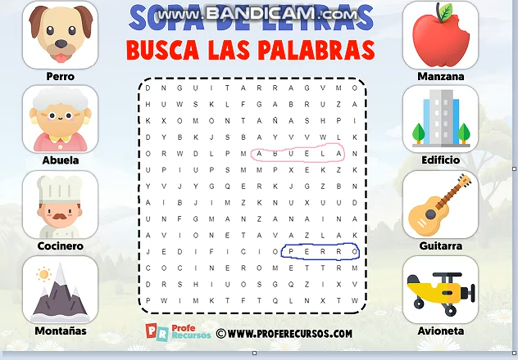 SOPA DE LETRAS
www.BANDICAM.com
BUSCA LAS PALABRAS
Perro
Abuela
Cocinero
Montañas
D N G U I T A R R A G V M O
H U W S K L F G A B R U Z A
K X O M O N T A Ñ A S H P I
D Y B K J S B A Y V V W L K
O R W D L P M A B U E L A N
U P I U P S M M P X E K Z K
Y V J J G Q E R K J G Z B N
A I B J I M Z K N U X U U D
U N F G M A N Z A N A I N A
A V I O N E T A V A Z L A K
J E D I F I C I O P E R R O
C O C I N E R O M E T T R M
D R S H I U O S G Q Z I X V
P W I M K T F T Q L N X T W
Manzana
Edificio
Guitarra
Avioneta
PR Profe Recursos © WWW.PROFERECURSOS.COM